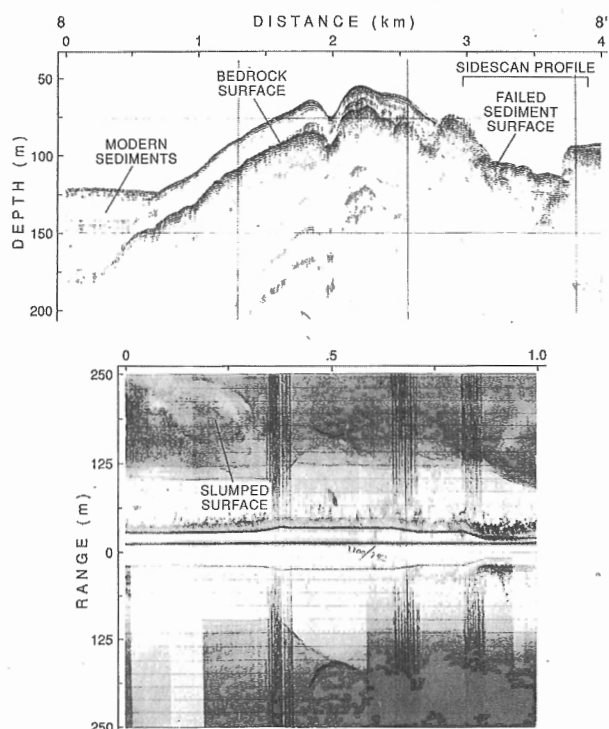 DISTANCE (km)
8 8'
0 1 2 3 4
SIDESCAN PROFILE
BEDROCK
SURFACE
FAILED
SEDIMENT
SURFACE
MODERN
SEDIMENTS
DEPTH (m)
50
100
150
200
0 .5 1.0
250
125
0
125
250
SLUMPED
SURFACE
RANGE (m)